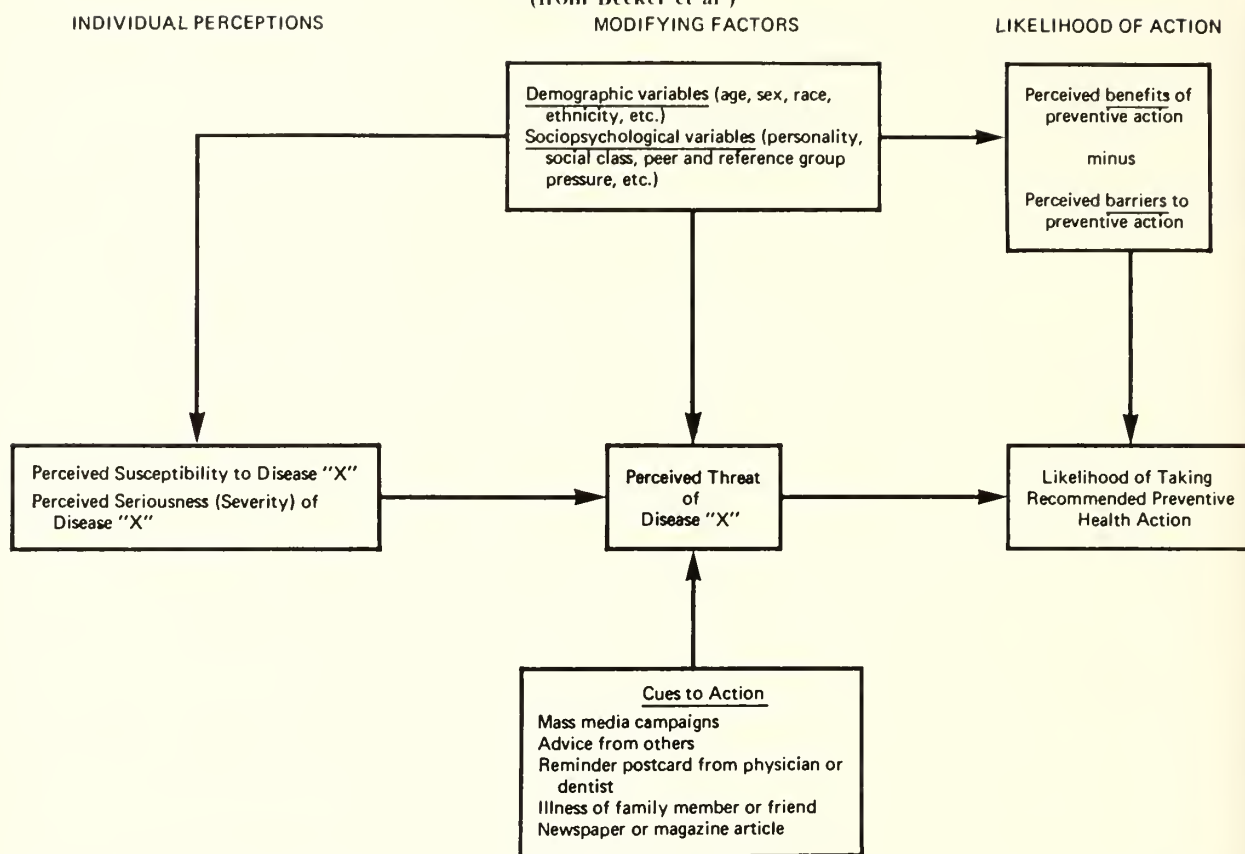 (from Becker et al )
INDIVIDUAL PERCEPTIONS
MODIFYING FACTORS
LIKELIHOOD OF ACTION
Demographic variables (age, sex, race,
ethnicity, etc.)
Sociopsychological variables (personality,
social class, peer and reference group
pressure, etc.)
Perceived benefits of
preventive action
minus
Perceived barriers to
preventive action
Perceived Susceptibility to Disease "X"
Perceived Seriousness (Severity) of
Disease "X"
Perceived Threat
of
Disease "X"
Likelihood of Taking
Recommended Preventive
Health Action
Cues to Action
Mass media campaigns
Advice from others
Reminder postcard from physician or
dentist
Illness of family member or friend
Newspaper or magazine article